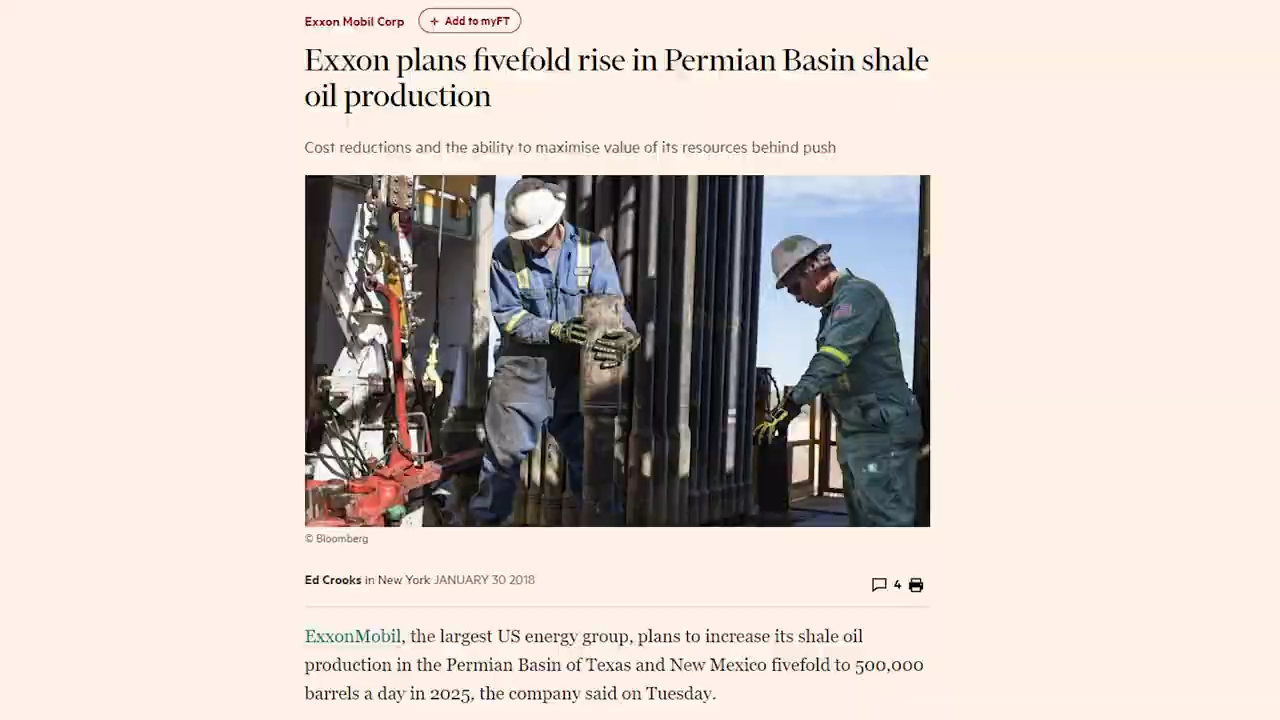 Exxon Mobil Corp
+ Add to myFT
Exxon plans fivefold rise in Permian Basin shale
oil production
Cost reductions and the ability to maximise value of its resources behind push
© Bloomberg
Ed Crooks in New York JANUARY 30 2018
4
ExxonMobil, the largest US energy group, plans to increase its shale oil
production in the Permian Basin of Texas and New Mexico fivefold to 500,000
barrels a day in 2025, the company said on Tuesday.